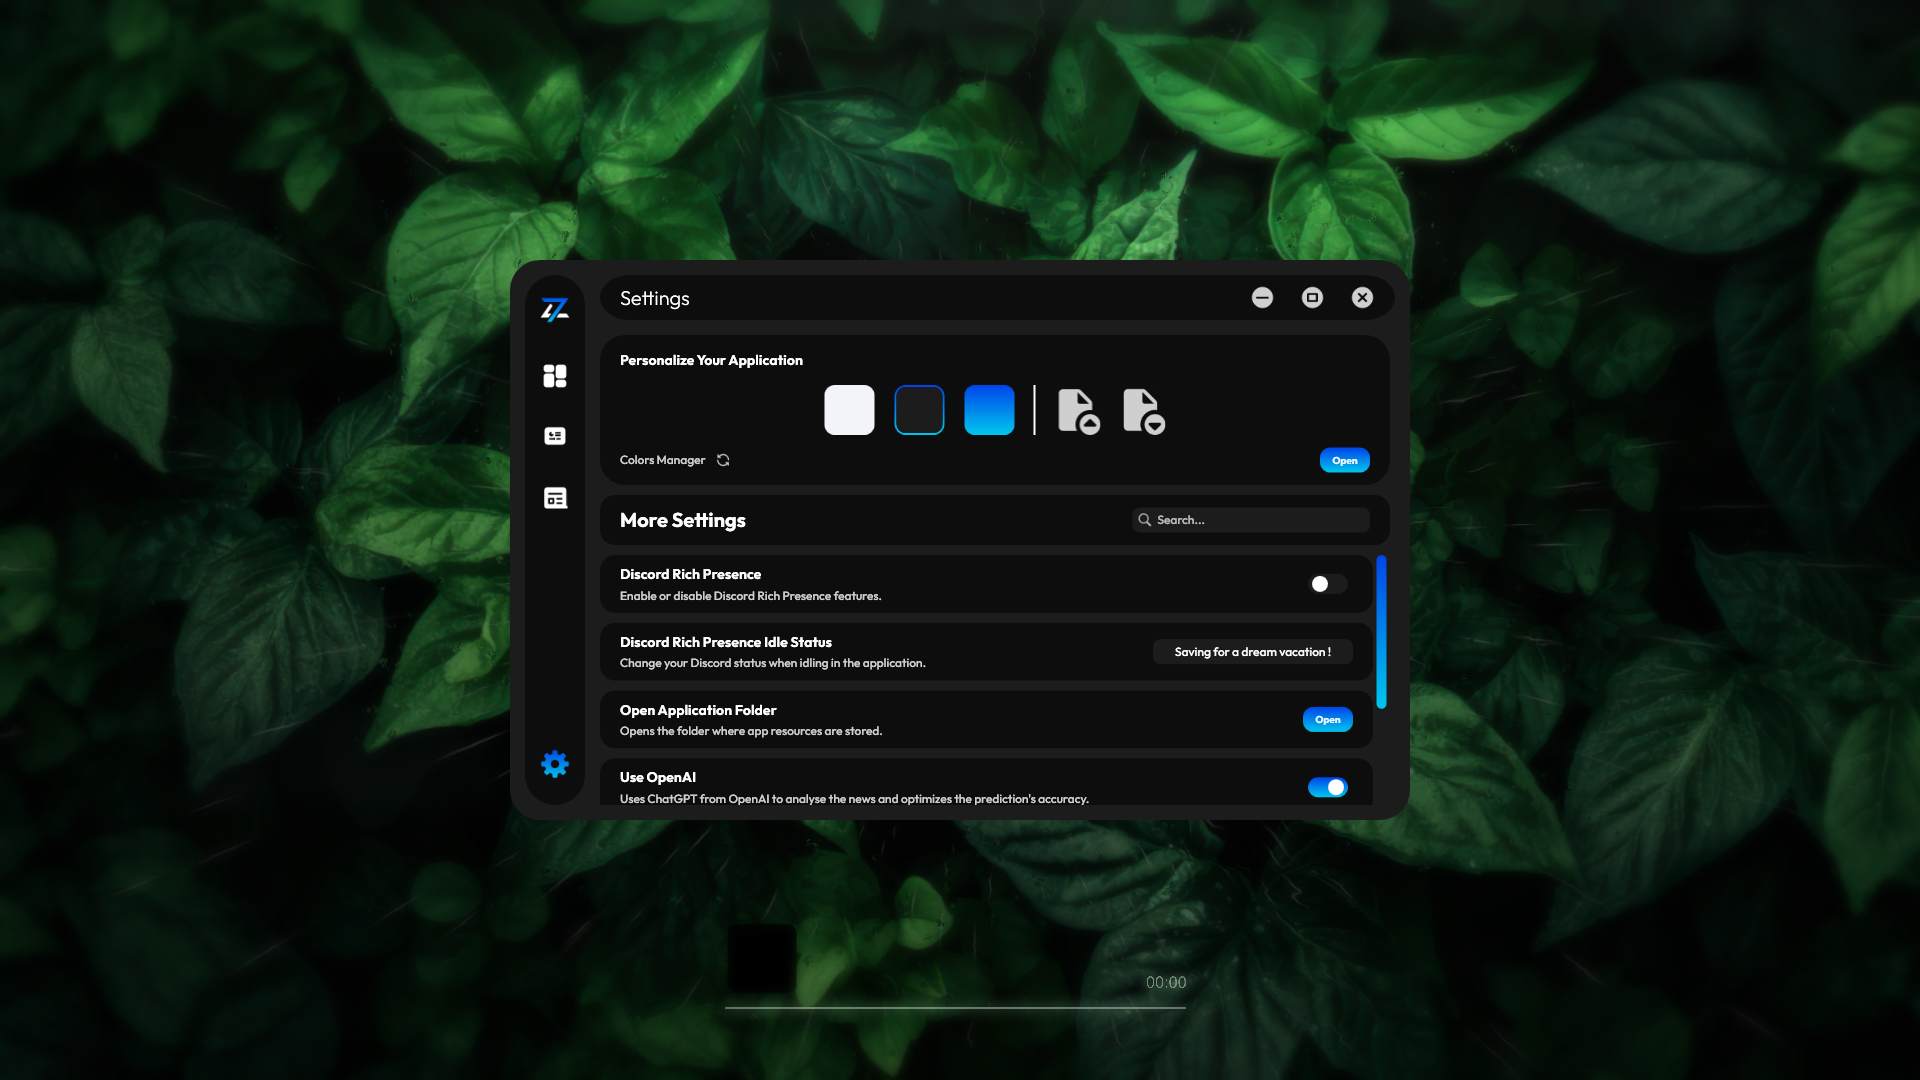 Settings
Personalize Your Application
Colors Manager
Open
More Settings
Search...
Discord Rich Presence
Enable or disable Discord Rich Presence features.
Discord Rich Presence Idle Status
Change your Discord status when idling in the application.
Saving for a dream vacation !
Open Application Folder
Opens the folder where app resources are stored.
Open
Use OpenAI
Uses ChatGPT from OpenAI to analyse the news and optimizes the prediction's accuracy.
00:00